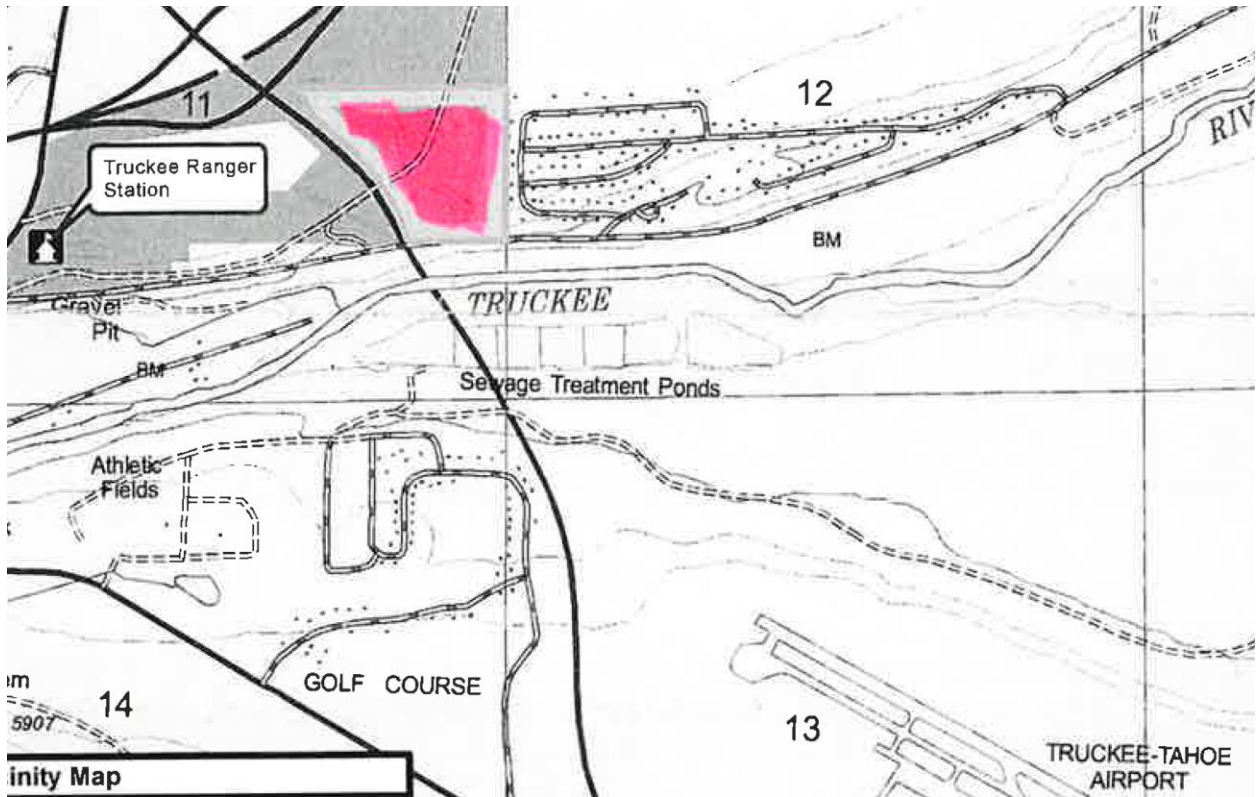 11
12
Truckee Ranger
Station
RIV
BM
TRUCKEE
Gravel
Pit
BM
Sewage Treatment Ponds
Athletic
Fields
GOLF COURSE
em
14
5907
13
inity Map
TRUCKEE-TAHOE
AIRPORT